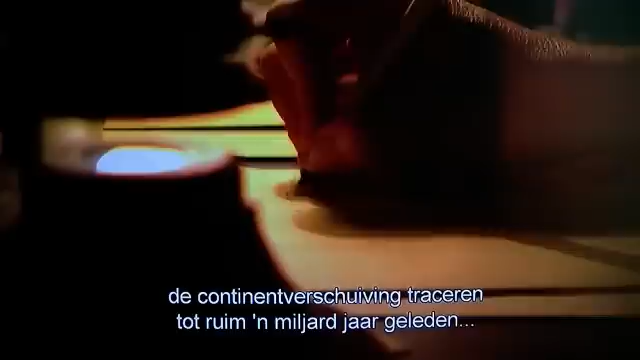 de continentverschuiving traceren
tot ruim 'n miljard jaar geleden...